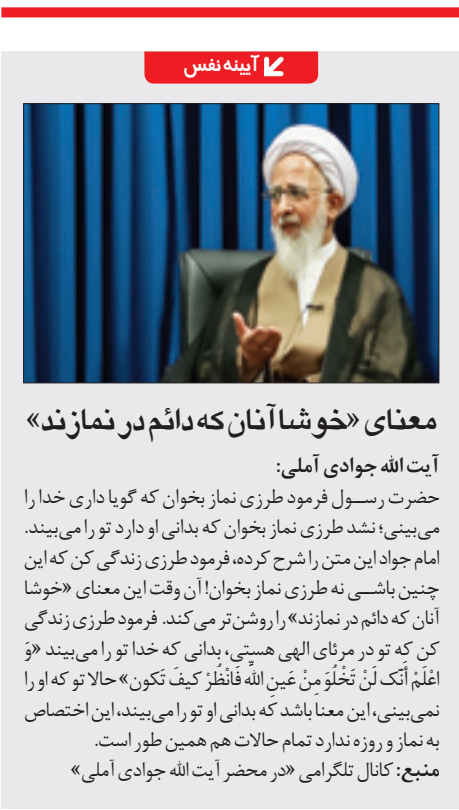 آیینه نفس
معنای «خوشا آنان که دائم در نمازند»
آیت الله جوادی آملی:
حضرت رسول فرمود طرزی نماز بخوان که گویا داری خدا را
می‌بینی؛ نشد طرزی نماز بخوان که بدانی او دارد تو را می‌بیند.
امام جواد این متن را شرح کرده، فرمود طرزی زندگی کن که این
چنین باشی نه طرزی نماز بخوان! آن وقت این معنای «خوشا
آنان که دائم در نمازند» را روشن‌تر می‌کند. فرمود طرزی زندگی
کن که تو در مرئای الهی هستی، بدانی که خدا تو را می‌بیند «وَ
اعْلَمْ أَنَّک لَنْ تَخْلُوَ مِنْ عَینِ اللَّهِ فَانْظُرْ کیفَ تَکون» حالا تو که او را
نمی‌بینی، این معنا باشد که بدانی او تو را می‌بیند، این اختصاص
به نماز و روزه ندارد تمام حالات هم همین طور است.
منبع: کانال تلگرامی «در محضر آیت الله جوادی آملی»